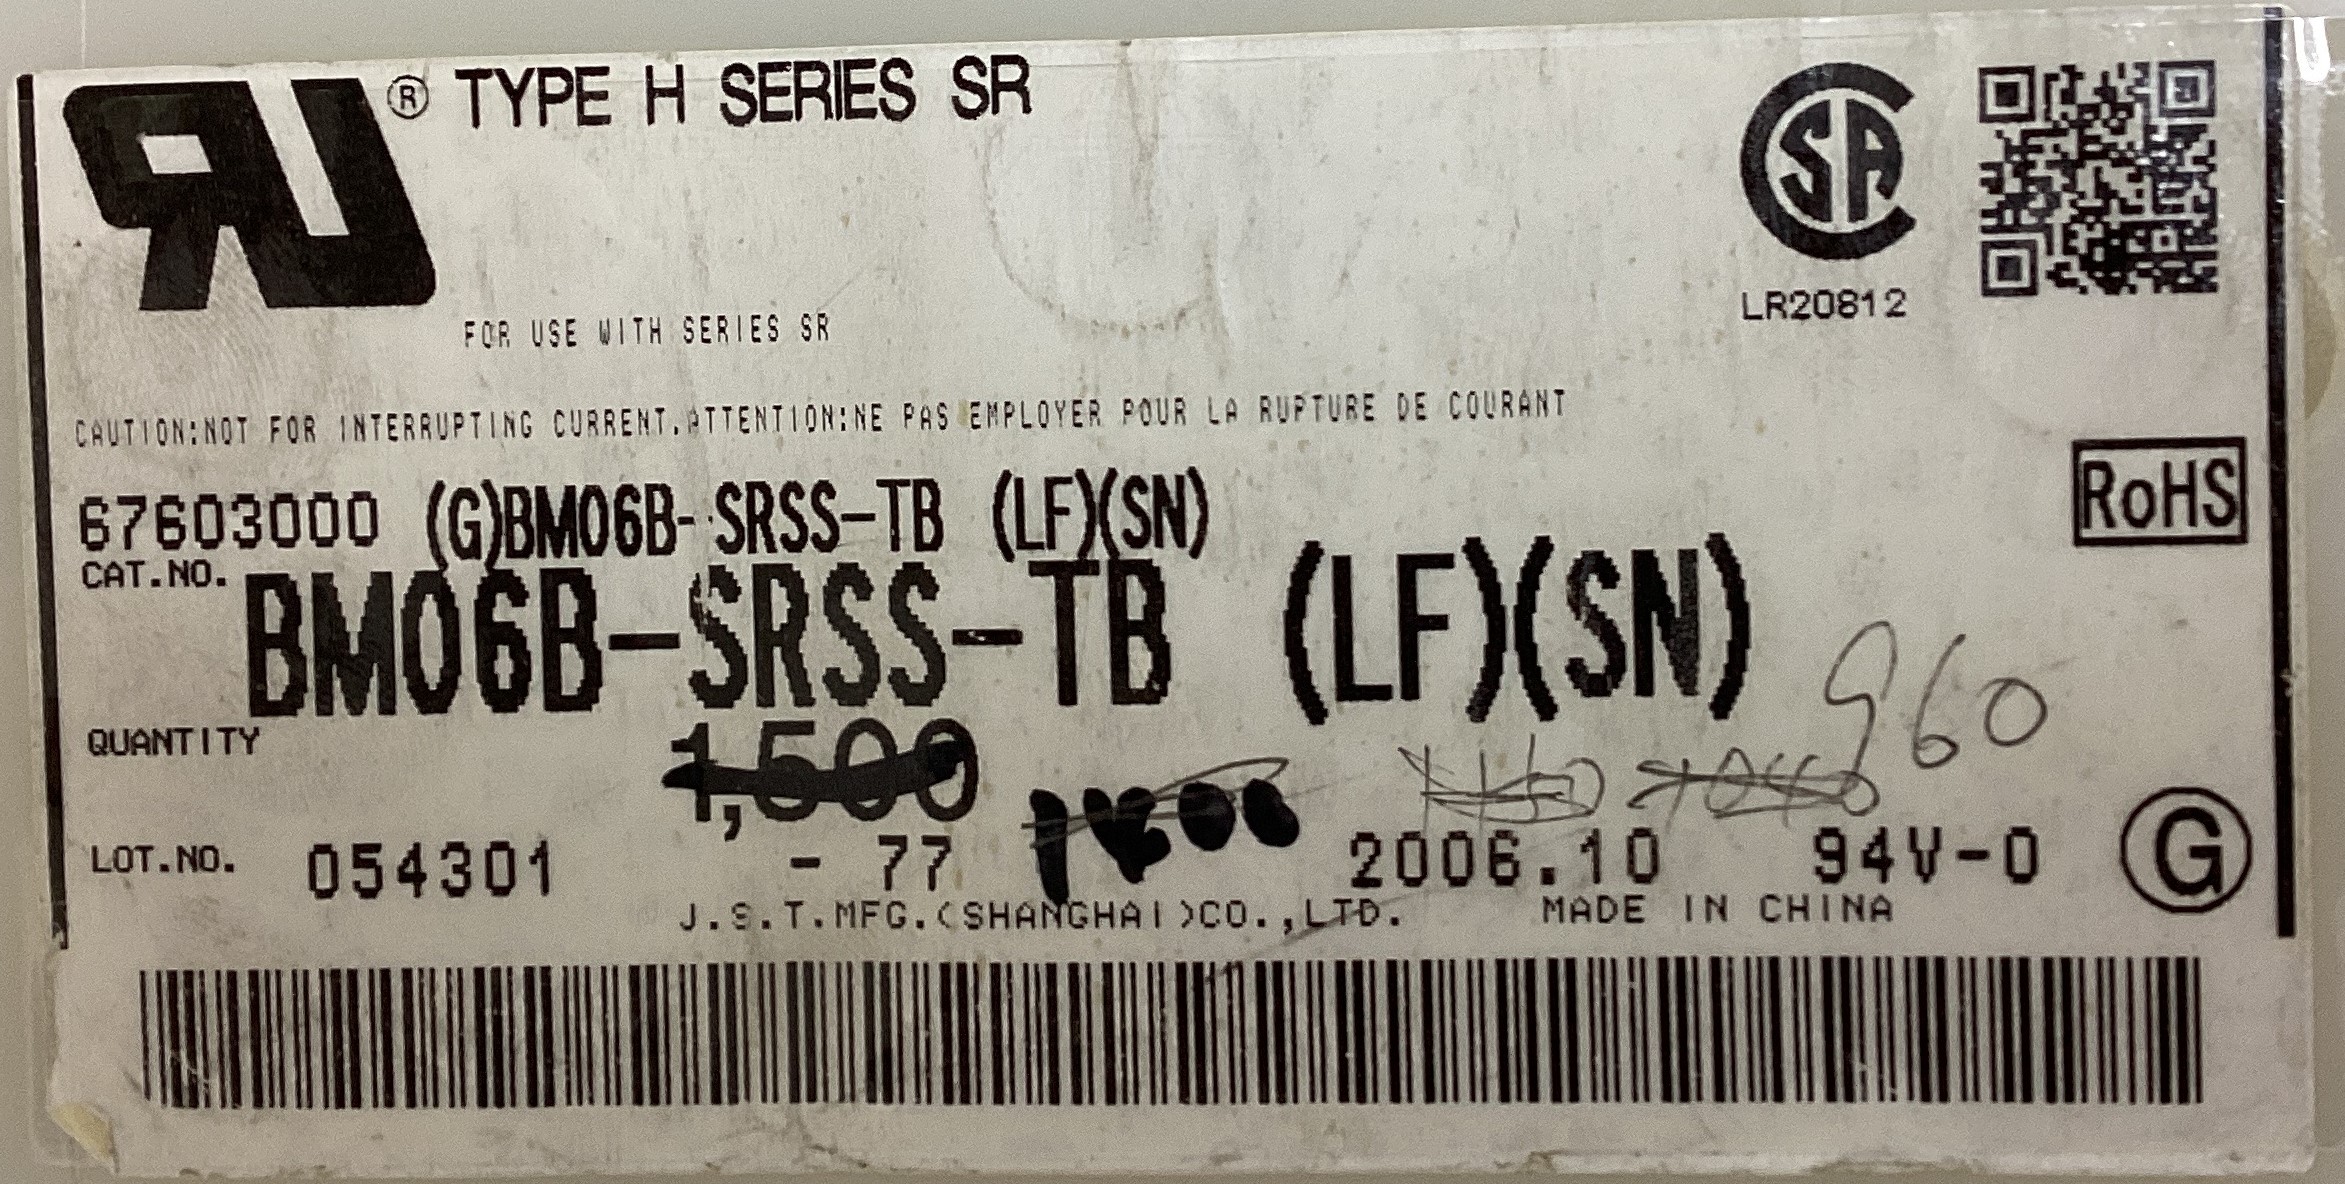 ® TYPE H SERIES SR
LR20812
FOR USE WITH SERIES SR
CAUTION:NOT FOR INTERRUPTING CURRENT.ATTENTION:NE PAS EMPLOYER POUR LA RUPTURE DE COURANT
67603000 (G)BM06B-SRSS-TB (LF)(SN)
RoHS
CAT.NO.
BM06B-SRSS-TB (LF)(SN)
960
QUANTITY 1,500
1040
LOT.NO. 054301 - 77 2006.10 94V-0 G
J.S.T.MFG.(SHANGHAI)CO.,LTD. MADE IN CHINA